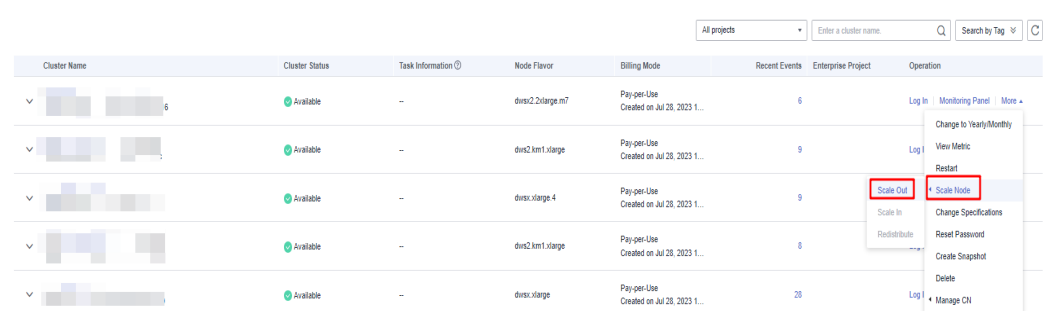 All projects Enter a cluster name. Search by Tag
Cluster Name Cluster Status Task Information Node Flavor Billing Mode Recent Events Enterprise Project Operation
6 Available -- dwsx2.2xlarge.m7 Pay-per-Use 6 Log In Monitoring Panel More
Created on Jul 28, 2023 1...
Change to Yearly/Monthly
Available -- dws2.km1.xlarge Pay-per-Use 9 Log I View Metric
Created on Jul 28, 2023 1...
Restart
Available -- dwsx.xlarge.4 Pay-per-Use 9 Scale Out Scale Node
Created on Jul 28, 2023 1...
Scale In Change Specifications
Redistribute Reset Password
Available -- dws2.km1.xlarge Pay-per-Use 8
Created on Jul 28, 2023 1...
Create Snapshot
Delete
Available -- dwsx.xlarge Pay-per-Use 28 Log I Manage CN
Created on Jul 28, 2023 1...